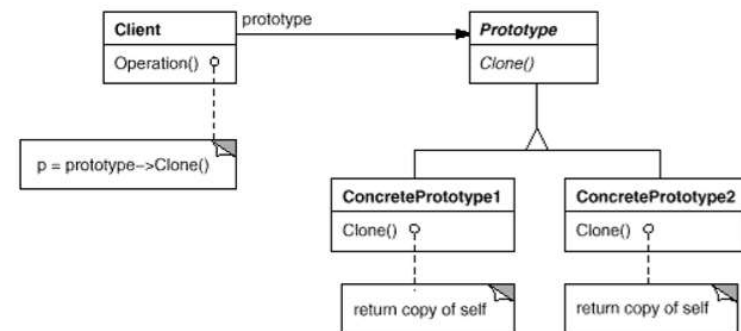 Client
prototype
Prototype
Operation()
Clone()
p = prototype–>Clone()
ConcretePrototype1
ConcretePrototype2
Clone()
Clone()
return copy of self
return copy of self